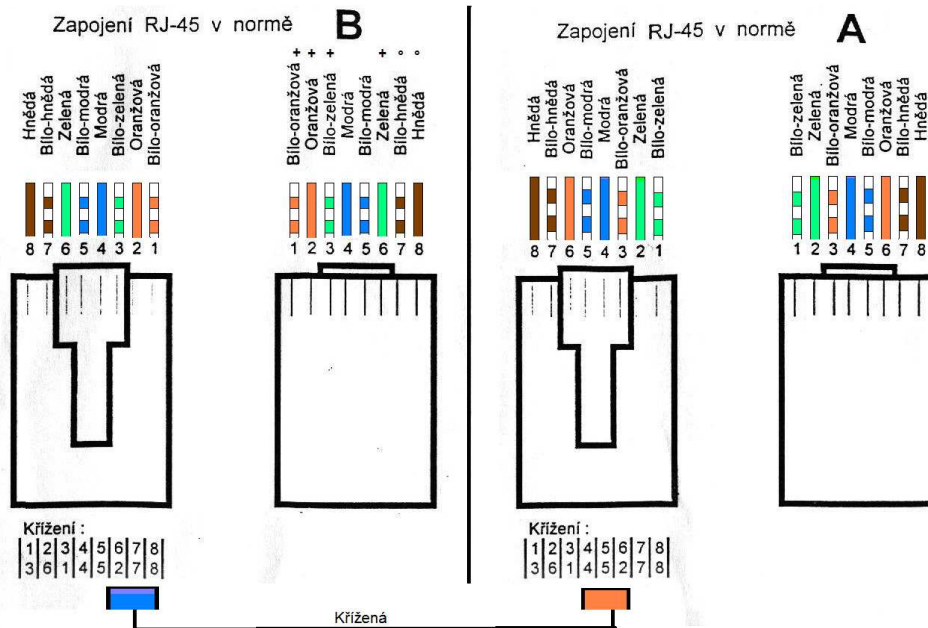 Zapojení RJ-45 v normě B
Bílo-oranžová +
Oranžová +
Bílo-zelená +
Modrá
Bílo-modrá
Zelená +
Bílo-hnědá o
Hnědá o
1 2 3 4 5 6 7 8
Hnědá
Bílo-hnědá
Zelená
Bílo-modrá
Modrá
Bílo-zelená
Oranžová
Bílo-oranžová
8 7 6 5 4 3 2 1
Křížení :
1 2 3 4 5 6 7 8
3 6 1 4 5 2 7 8
Zapojení RJ-45 v normě A
Hnědá
Bílo-hnědá
Oranžová
Bílo-modrá
Modrá
Bílo-oranžová
Zelená
Bílo-zelená
8 7 6 5 4 3 2 1
Bílo-zelená
Zelená
Bílo-oranžová
Modrá
Bílo-modrá
Oranžová
Bílo-hnědá
Hnědá
1 2 3 4 5 6 7 8
Křížení :
1 2 3 4 5 6 7 8
3 6 1 4 5 2 7 8
Křížená